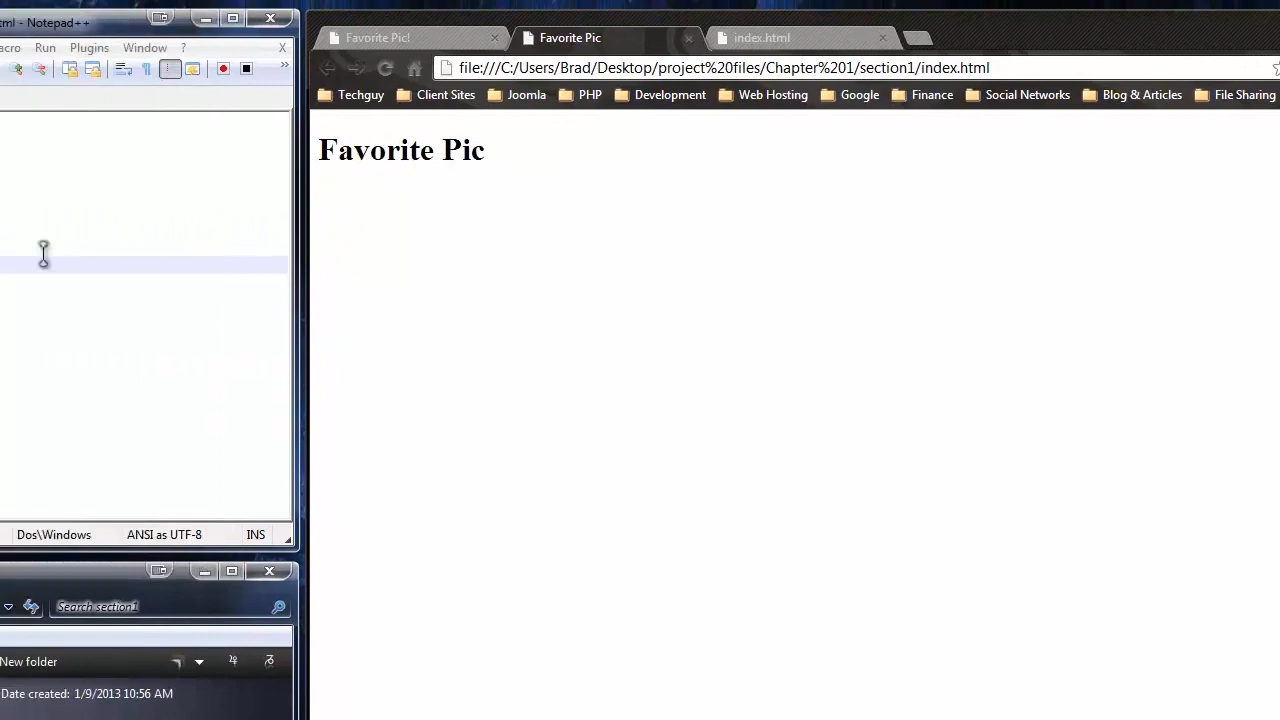 tml - Notepad++
acro Run Plugins Window ? X
Dos\Windows ANSI as UTF-8 INS
Search section1
New folder
Date created: 1/9/2013 10:56 AM
Favorite Pic! Favorite Pic index.html
file:///C:/Users/Brad/Desktop/project%20files/Chapter%201/section1/index.html
Techguy Client Sites Joomla PHP Development Web Hosting Google Finance Social Networks Blog & Articles File Sharing
Favorite Pic